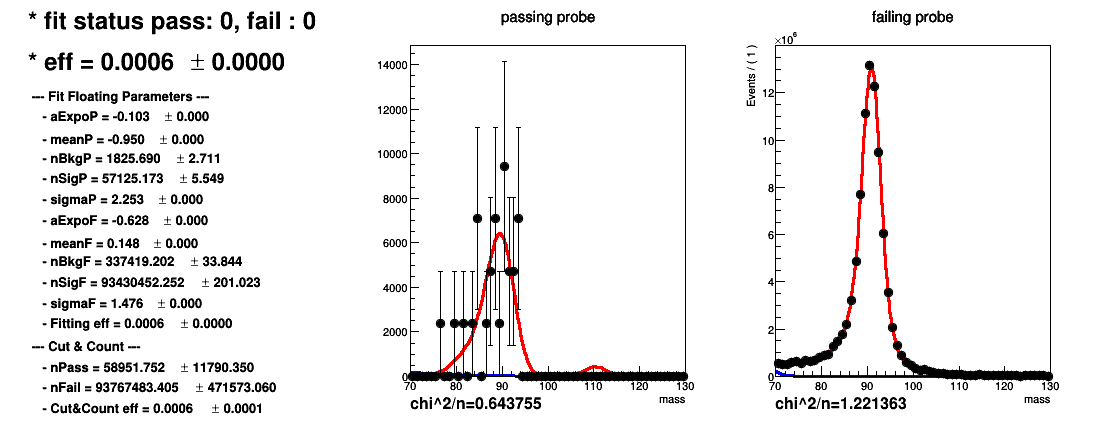 * fit status pass: 0, fail : 0
* eff = 0.0006 ± 0.0000
--- Fit Floating Parameters ---
- aExpoP = -0.103 ± 0.000
- meanP = -0.950 ± 0.000
- nBkgP = 1825.690 ± 2.711
- nSigP = 57125.173 ± 5.549
- sigmaP = 2.253 ± 0.000
- aExpoF = -0.628 ± 0.000
- meanF = 0.148 ± 0.000
- nBkgF = 337419.202 ± 33.844
- nSigF = 93430452.252 ± 201.023
- sigmaF = 1.476 ± 0.000
- Fitting eff = 0.0006 ± 0.0000
--- Cut & Count ---
- nPass = 58951.752 ± 11790.350
- nFail = 93767483.405 ± 471573.060
- Cut&Count eff = 0.0006 ± 0.0001
passing probe
14000
12000
10000
8000
6000
4000
2000
0
70 80 90 100 110 120 130
mass
chi^2/n=0.643755
failing probe
×10^6
Events / ( 1 )
12
10
8
6
4
2
0
70 80 90 100 110 120 130
mass
chi^2/n=1.221363